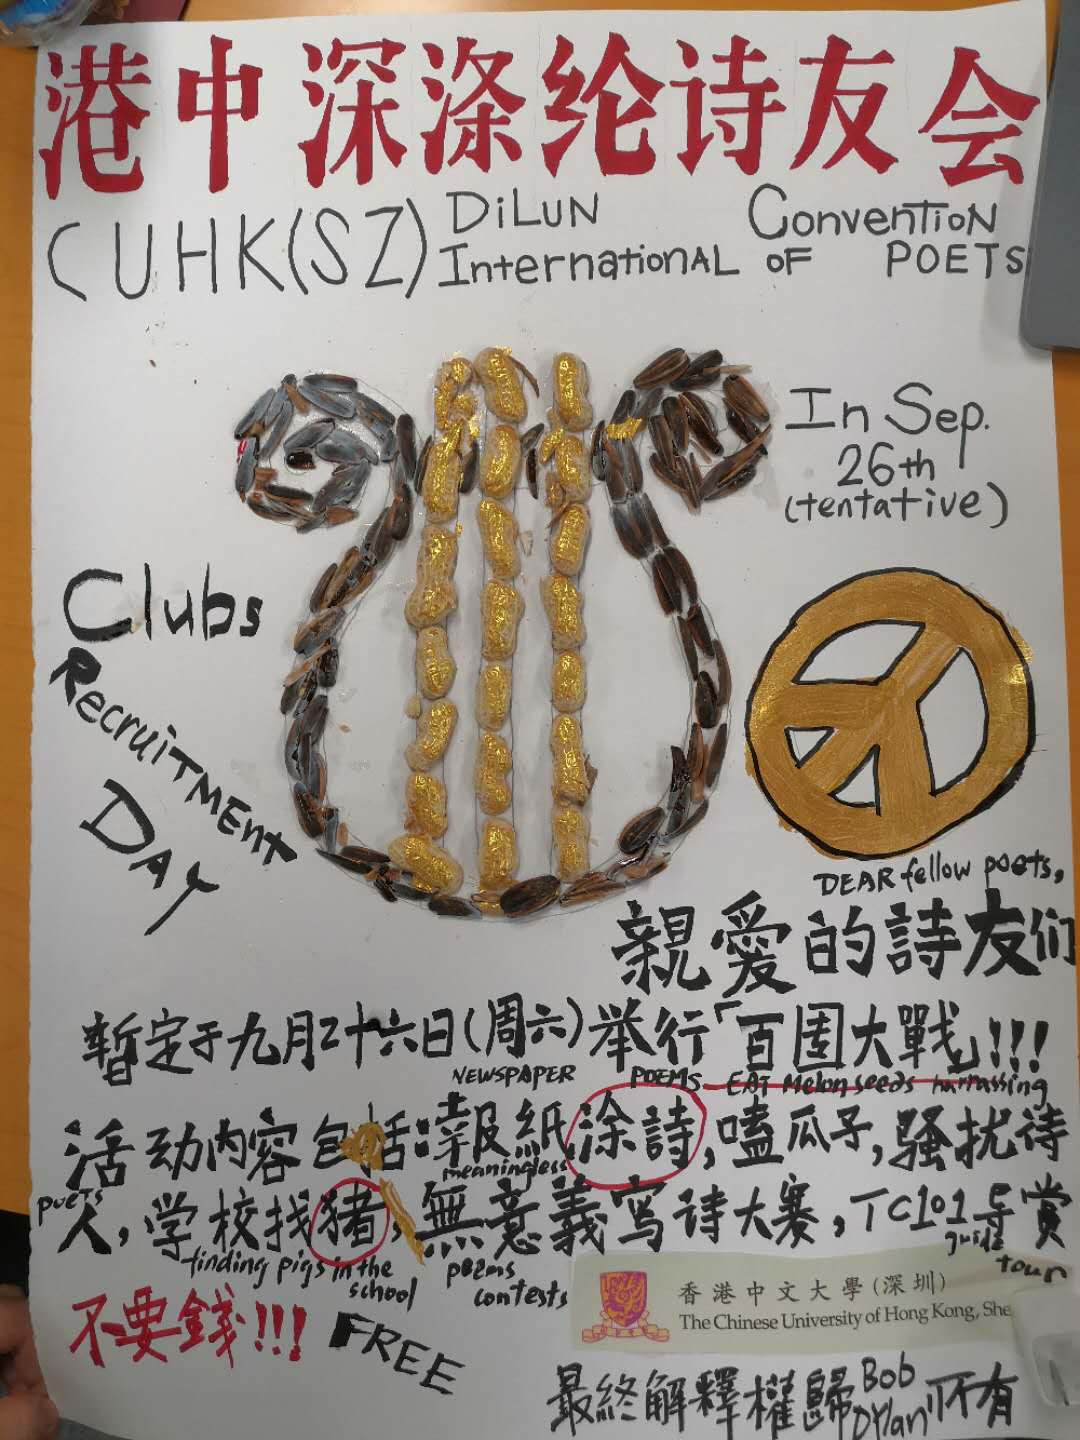 港中深涤纶诗友会
CUHK(SZ) DiLUN Convention
International OF POETS
In Sep.
26th
(tentative)
Clubs
Recruitment
Day
DEAR fellow poets,
親愛的詩友们
暫定于九月二十六日(周六)举行「百团大戰」!!!
NEWSPAPER POEMS EAT Melon seeds harrassing
活动内容包括:報紙涂詩,嗑瓜子,骚扰待
poets meaningless
人,学校找猪,無意義写诗大赛,TC101导赏
finding pigs in the school poems contests guide tour
不要錢!!! FREE
香港中文大學(深圳)
The Chinese University of Hong Kong, She
最終解釋權歸Bob Dylan所有